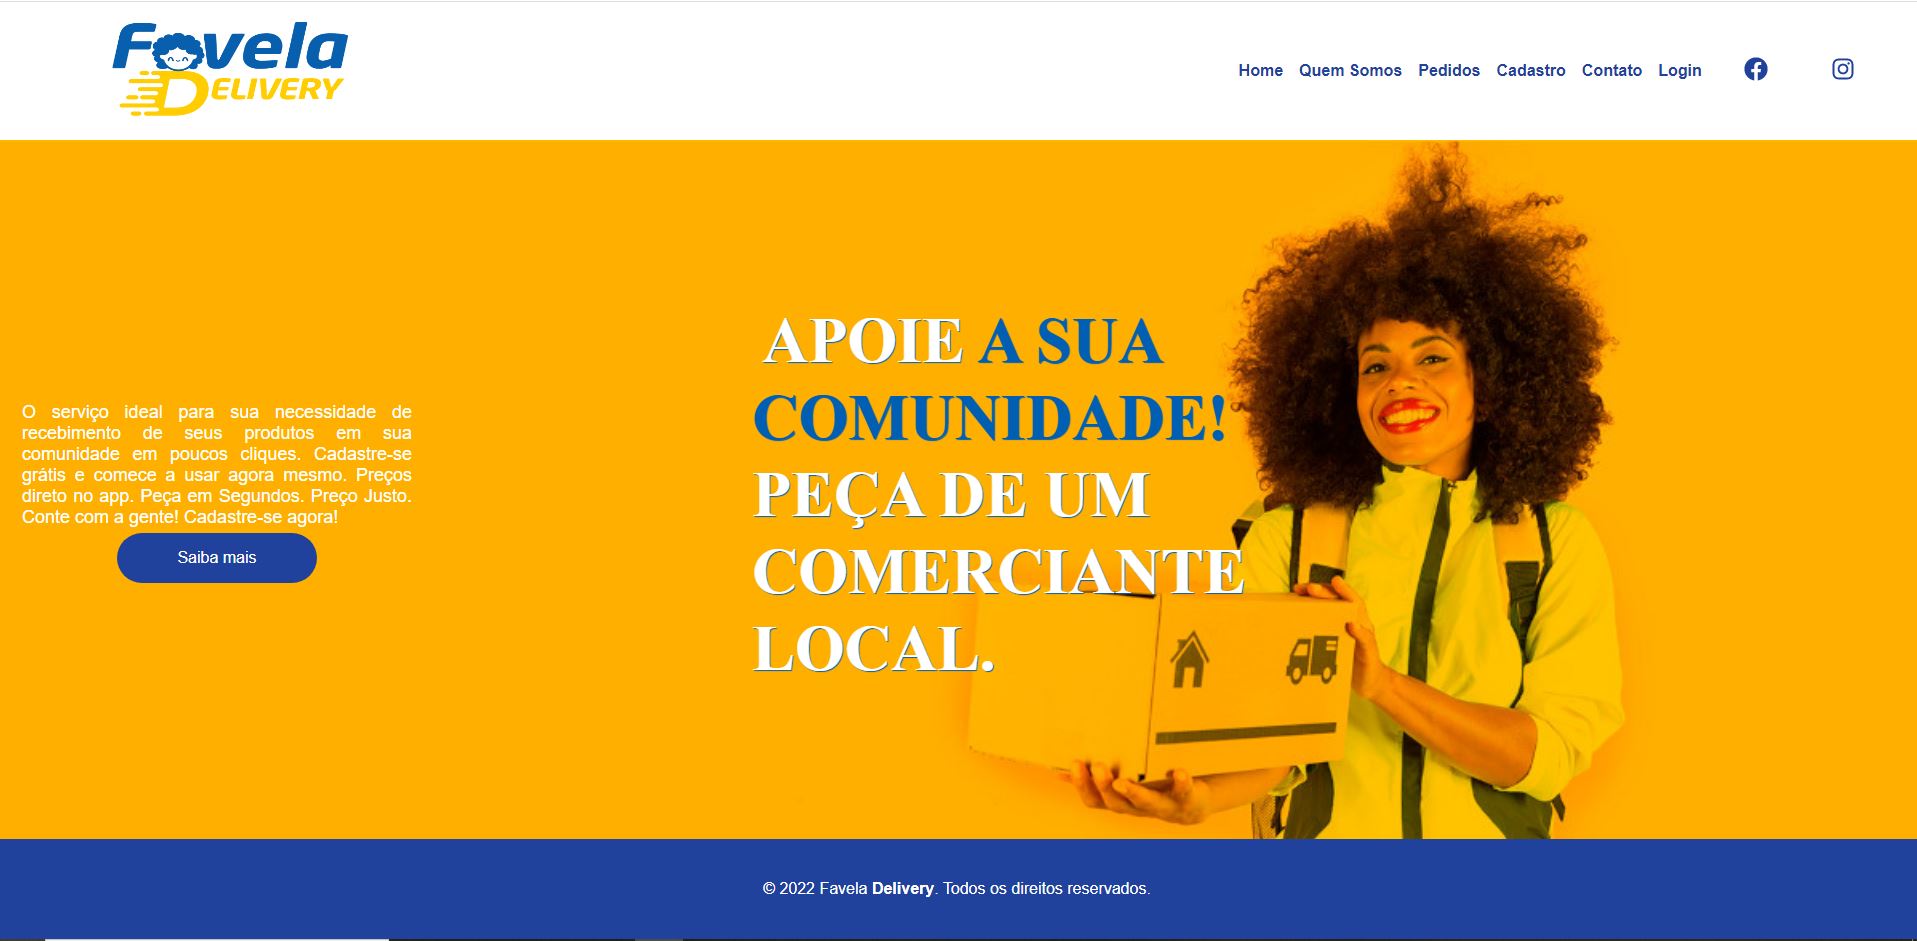 Favela
DELIVERY
Home Quem Somos Pedidos Cadastro Contato Login
APOIE A SUA
COMUNIDADE!
PEÇA DE UM
COMERCIANTE
LOCAL.
O serviço ideal para sua necessidade de
recebimento de seus produtos em sua
comunidade em poucos cliques. Cadastre-se
grátis e comece a usar agora mesmo. Preços
direto no app. Peça em Segundos. Preço Justo.
Conte com a gente! Cadastre-se agora!
Saiba mais
© 2022 Favela Delivery. Todos os direitos reservados.